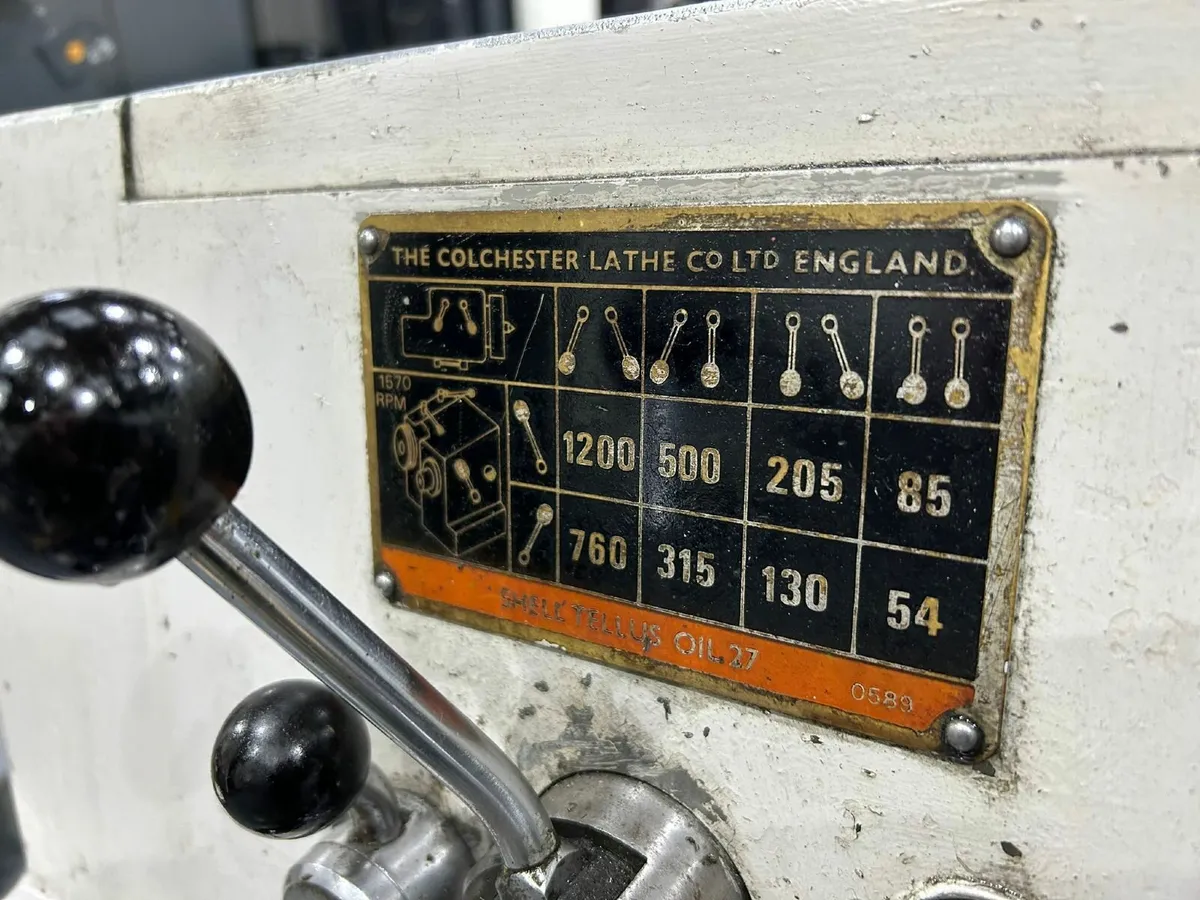 THE COLCHESTER LATHE CO LTD ENGLAND.
1670
RPM
1200 500 205 85
760 315 130 54
SHELL TELLUS OIL 27
0589